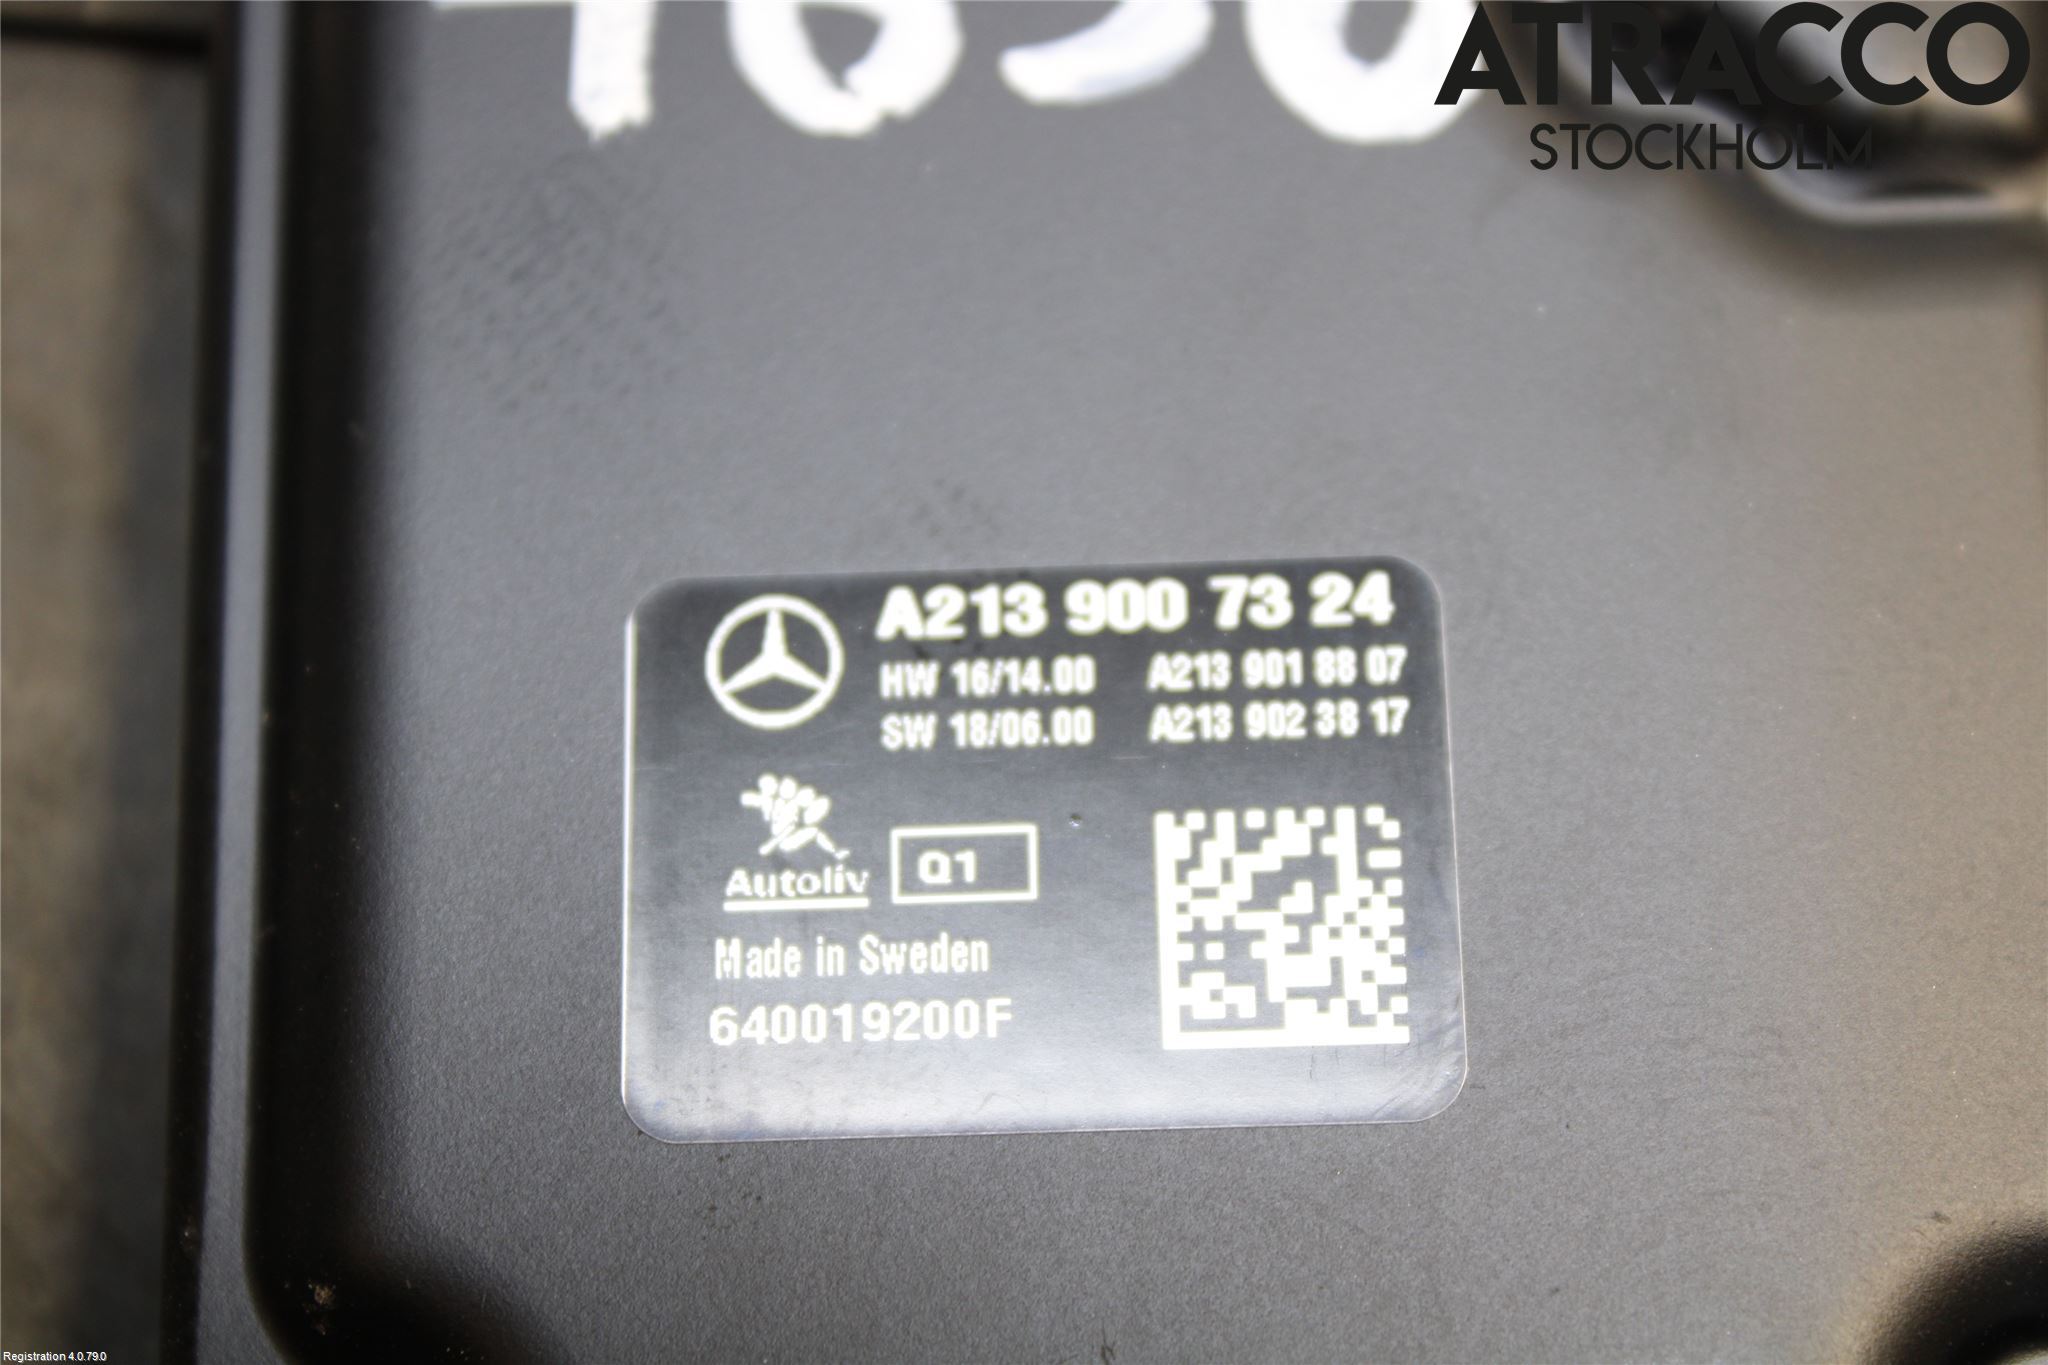 ATRACCO
STOCKHOLM
A213 900 73 24
HW 16/14.00 A213 901 88 07
SW 18/06.00 A213 902 38 17
Autoliv
Q1
Made in Sweden
640019200F
Registration 4.0.79.0